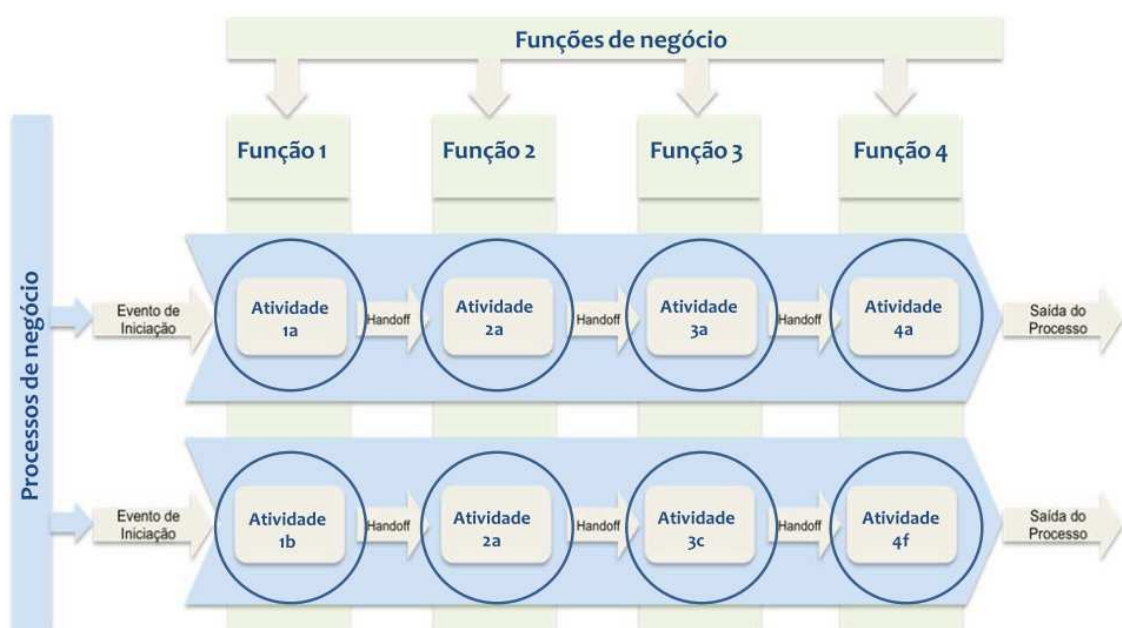 Funções de negócio
Função 1
Função 2
Função 3
Função 4
Processos de negócio
Evento de
Iniciação
Atividade
1a
Handoff
Atividade
2a
Handoff
Atividade
3a
Handoff
Atividade
4a
Saída do
Processo
Evento de
Iniciação
Atividade
1b
Handoff
Atividade
2a
Handoff
Atividade
3c
Handoff
Atividade
4f
Saída do
Processo